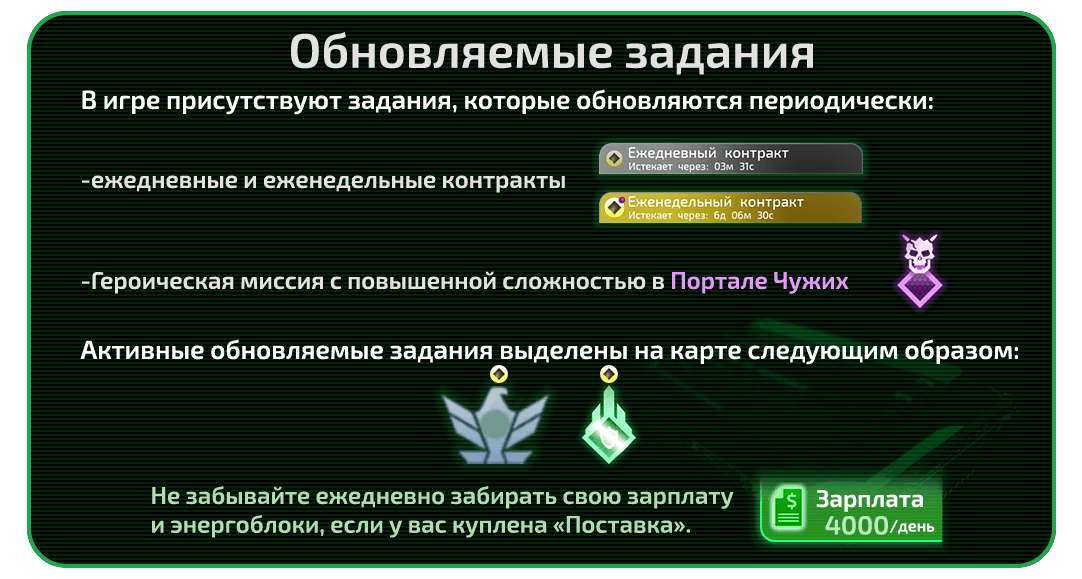 Обновляемые задания
В игре присутствуют задания, которые обновляются периодически:
Ежедневный контракт
Истекает через: 03м 31с
-ежедневные и еженедельные контракты
Еженедельный контракт
Истекает через: 6д 06м 30с
-Героическая миссия с повышенной сложностью в Портале Чужих
Активные обновляемые задания выделены на карте следующим образом:
Не забывайте ежедневно забирать свою зарплату
и энергоблоки, если у вас куплена «Поставка».
$ Зарплата
4000/день